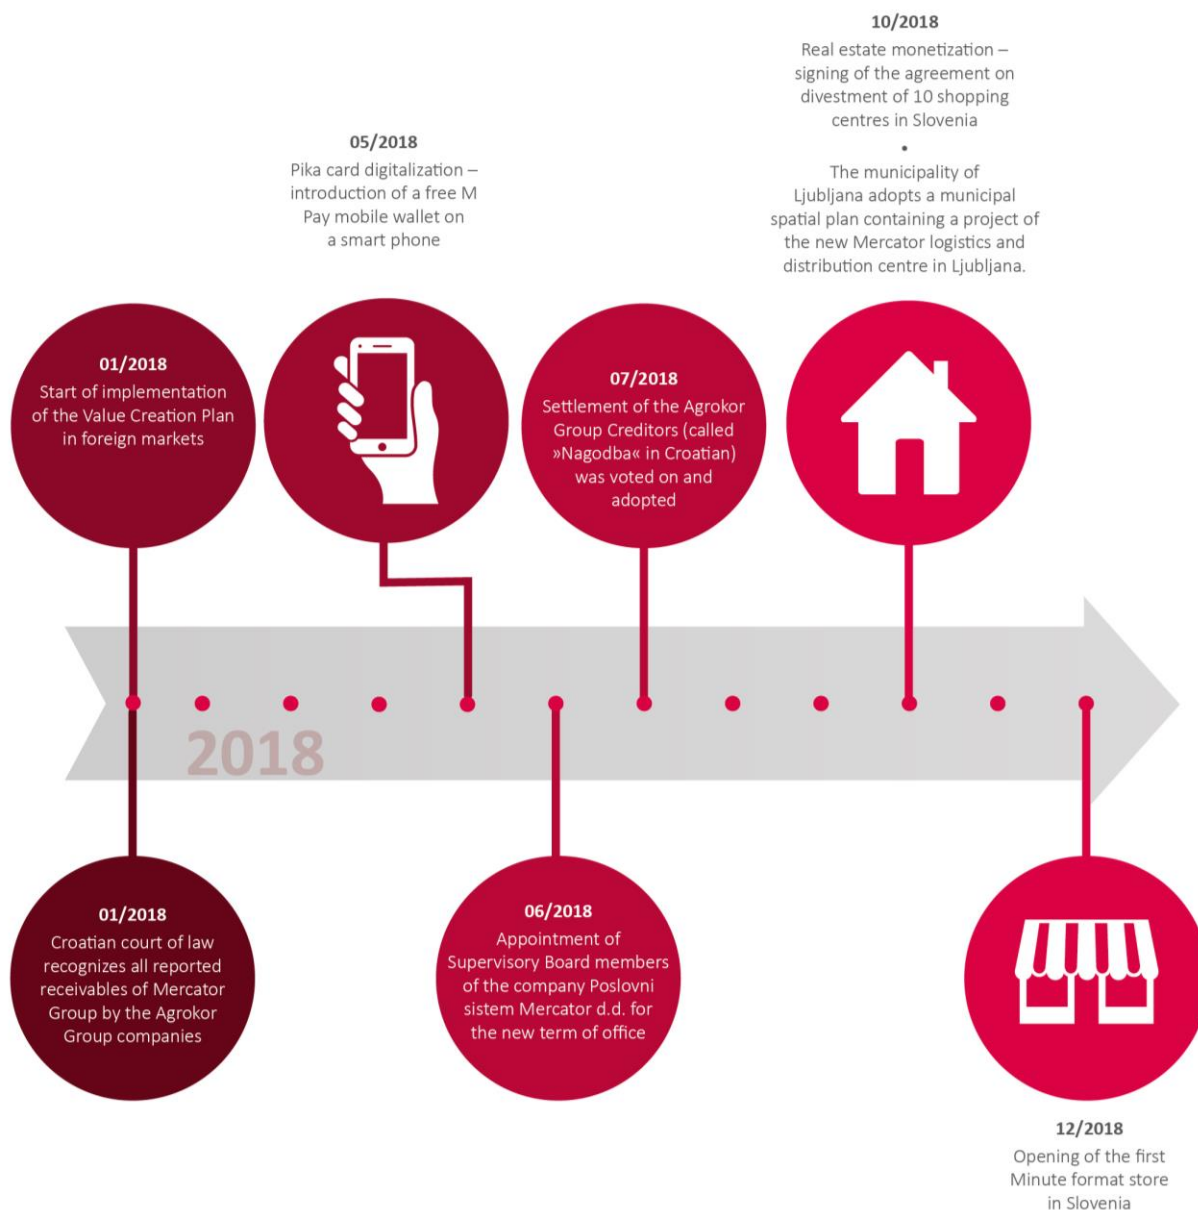 10/2018
Real estate monetization –
signing of the agreement on
divestment of 10 shopping
centres in Slovenia
•
The municipality of
Ljubljana adopts a municipal
spatial plan containing a project of
the new Mercator logistics and
distribution centre in Ljubljana.
05/2018
Pika card digitalization –
introduction of a free M
Pay mobile wallet on
a smart phone
01/2018
Start of implementation
of the Value Creation Plan
in foreign markets
07/2018
Settlement of the Agrokor
Group Creditors (called
»Nagodba« in Croatian)
was voted on and
adopted
2018
01/2018
Croatian court of law
recognizes all reported
receivables of Mercator
Group by the Agrokor
Group companies
06/2018
Appointment of
Supervisory Board members
of the company Poslovni
sistem Mercator d.d. for
the new term of office
12/2018
Opening of the first
Minute format store
in Slovenia